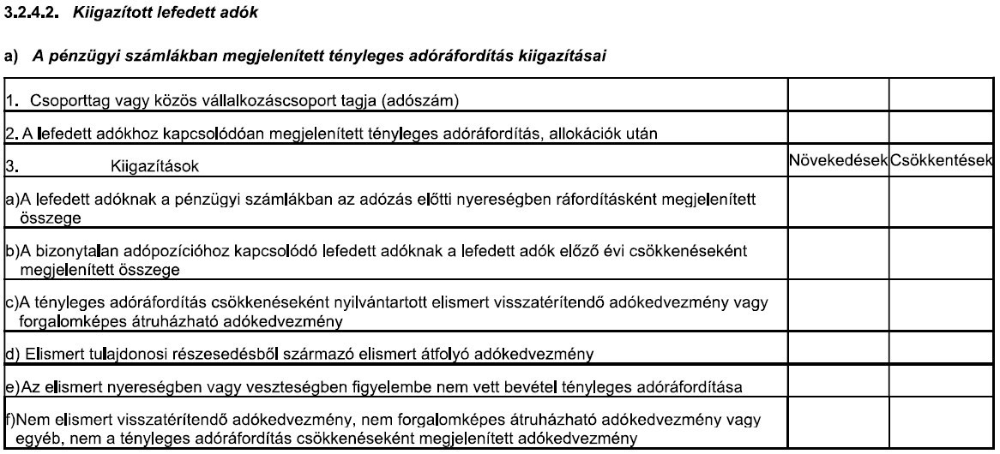 3.2.4.2. Kiigazított lefedett adók
a) A pénzügyi számlákban megjelenített tényleges adóráfordítás kiigazításai
1. Csoporttag vagy közös vállalkozáscsoport tagja (adószám)
2. A lefedett adókhoz kapcsolódóan megjelenített tényleges adóráfordítás, allokációk után
3. Kiigazítások Növekedések Csökkentések
a)A lefedett adóknak a pénzügyi számlákban az adózás előtti nyereségben ráfordításként megjelenített
összege
b)A bizonytalan adópozícióhoz kapcsolódó lefedett adóknak a lefedett adók előző évi csökkenéseként
megjelenített összege
c)A tényleges adóráfordítás csökkenéseként nyilvántartott elismert visszatérítendő adókedvezmény vagy
forgalomképes átruházható adókedvezmény
d) Elismert tulajdonosi részesedésből származó elismert átfolyó adókedvezmény
e)Az elismert nyereségben vagy veszteségben figyelembe nem vett bevétel tényleges adóráfordítása
f)Nem elismert visszatérítendő adókedvezmény, nem forgalomképes átruházható adókedvezmény vagy
egyéb, nem a tényleges adóráfordítás csökkenéseként megjelenített adókedvezmény